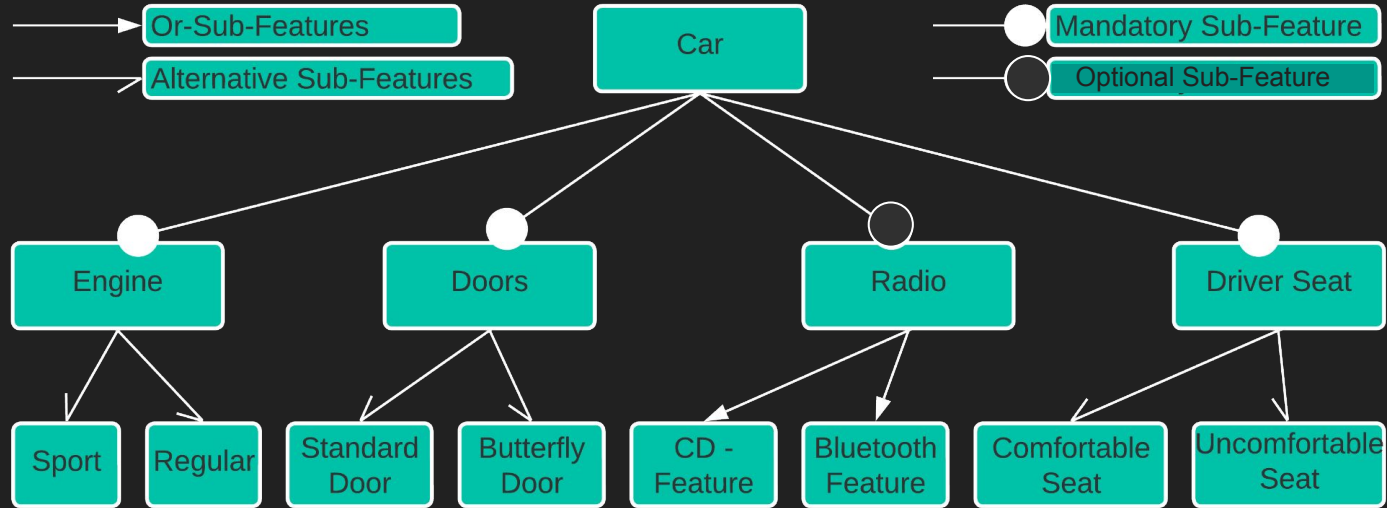 Or-Sub-Features
Alternative Sub-Features
Car
Mandatory Sub-Feature
Optional Sub-Feature
Engine
Doors
Radio
Driver Seat
Sport
Regular
Standard
Door
Butterfly
Door
CD -
Feature
Bluetooth
Feature
Comfortable
Seat
Uncomfortable
Seat